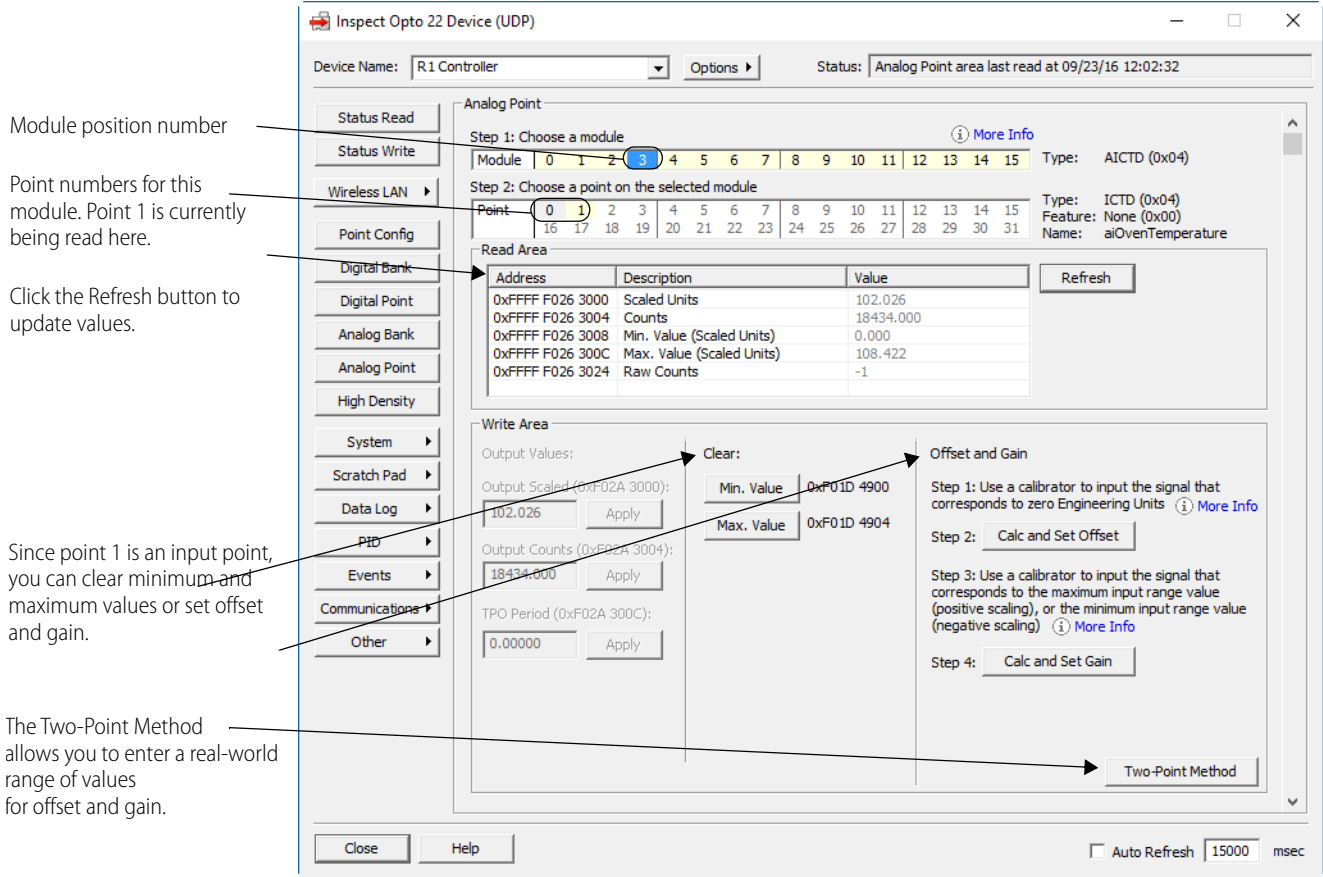 Inspect Opto 22 Device (UDP)
Device Name: R1 Controller Options Status: Analog Point area last read at 09/23/16 12:02:32
Module position number
Point numbers for this
module. Point 1 is currently
being read here.
Click the Refresh button to
update values.
Since point 1 is an input point,
you can clear minimum and
maximum values or set offset
and gain.
The Two-Point Method
allows you to enter a real-world
range of values
for offset and gain.
Status Read
Status Write
Wireless LAN
Point Config
Digital Bank
Digital Point
Analog Bank
Analog Point
High Density
System
Scratch Pad
Data Log
PID
Events
Communications
Other
Analog Point
Step 1: Choose a module More Info
Module 0 1 2 3 4 5 6 7 8 9 10 11 12 13 14 15 Type: AICTD (0x04)
Step 2: Choose a point on the selected module
Point 0 1 2 3 4 5 6 7 8 9 10 11 12 13 14 15
16 17 18 19 20 21 22 23 24 25 26 27 28 29 30 31
Type: ICTD (0x04)
Feature: None (0x00)
Name: aiOvenTemperature
Read Area
Address Description Value Refresh
0xFFFF F026 3000 Scaled Units 102.026
0xFFFF F026 3004 Counts 18434.000
0xFFFF F026 3008 Min. Value (Scaled Units) 0.000
0xFFFF F026 300C Max. Value (Scaled Units) 108.422
0xFFFF F026 3024 Raw Counts -1
Write Area
Output Values:
Output Scaled (0xF02A 3000):
102.026 Apply
Output Counts (0xF02A 3004):
18434.000 Apply
TPO Period (0xF02A 300C):
0.00000 Apply
Clear:
Min. Value 0xF01D 4900
Max. Value 0xF01D 4904
Offset and Gain
Step 1: Use a calibrator to input the signal that
corresponds to zero Engineering Units More Info
Step 2: Calc and Set Offset
Step 3: Use a calibrator to input the signal that
corresponds to the maximum input range value
(positive scaling), or the minimum input range value
(negative scaling) More Info
Step 4: Calc and Set Gain
Two-Point Method
Close Help Auto Refresh 15000 msec